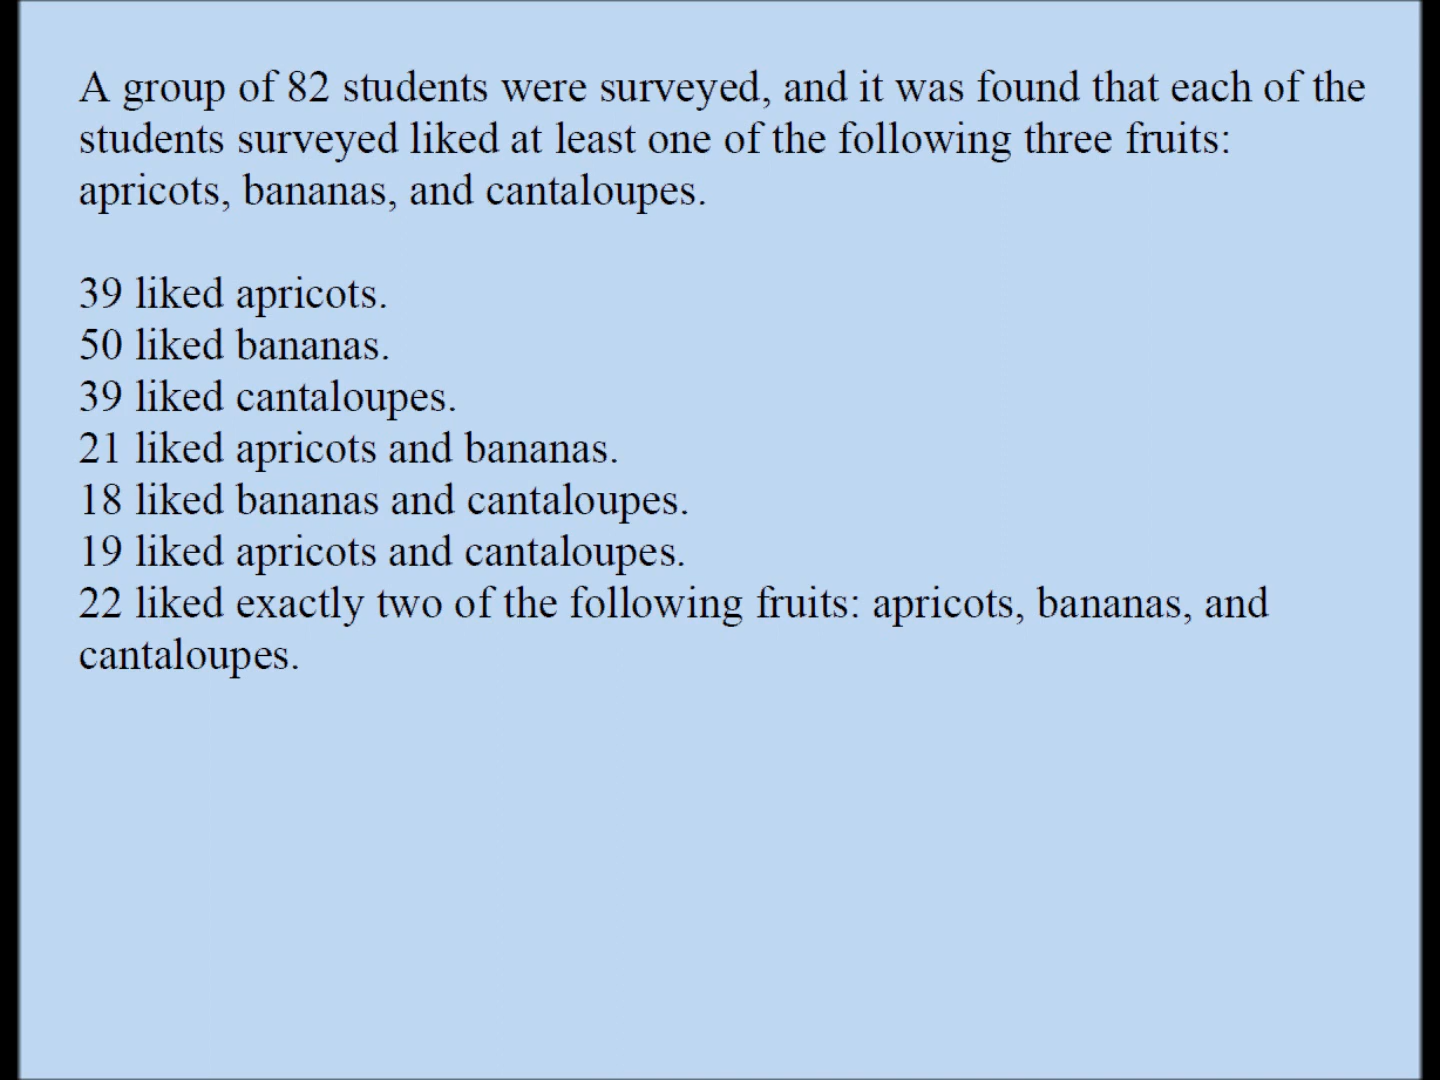 A group of 82 students were surveyed, and it was found that each of the
students surveyed liked at least one of the following three fruits:
apricots, bananas, and cantaloupes.
39 liked apricots.
50 liked bananas.
39 liked cantaloupes.
21 liked apricots and bananas.
18 liked bananas and cantaloupes.
19 liked apricots and cantaloupes.
22 liked exactly two of the following fruits: apricots, bananas, and
cantaloupes.